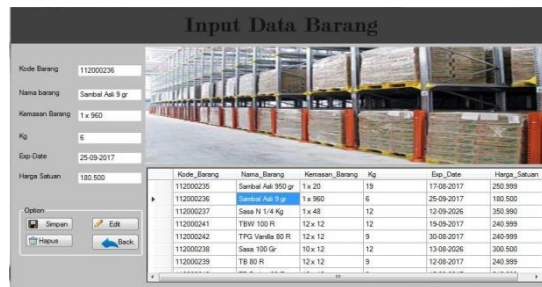 Input Data Barang
Kode Barang 112000236
Nama barang Sambal Asli 9 gr
Kemasan Barang 1 x 960
Kg 6
Exp Date 25-09-2017
Harga Satuan 180.500
Option
Simpan Edit
Hapus Back
Kode_Barang Nama_Barang Kemasan_Barang Kg Exp_Date Harga_Satuan
112000235 Sambal Asli 950 gr 1 x 20 19 17-08-2017 250.999
112000236 Sambal Asli 9 gr 1 x 960 6 25-09-2017 180.500
112000237 Sasa N 1/4 Kg 1 x 48 12 12-09-2026 350.990
112000241 TBW 100 R 12 x 12 12 19-09-2017 240.999
112000242 TPG Vanilla 80 R 12 x 12 9 30-08-2017 240-999
112000238 Sasa 100 Gr 10 x 12 12 13-08-2026 300.500
112000239 TB 80 R 12 x 12 9 12-08-2017 240.999